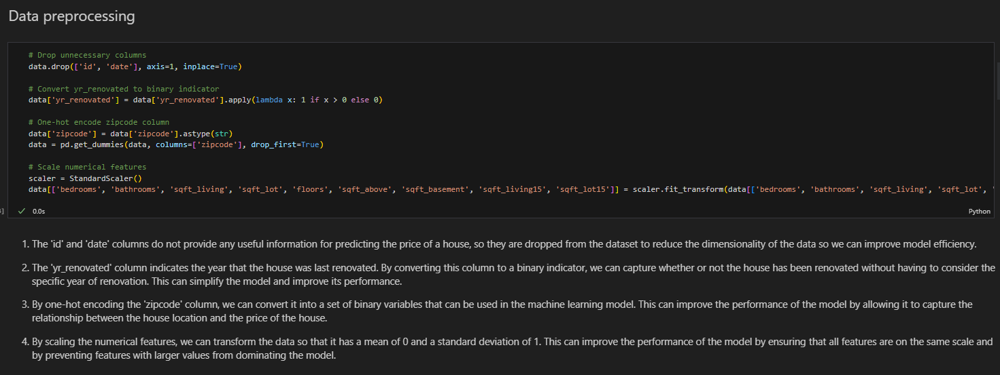 Data preprocessing
# Drop unnecessary columns
data.drop(['id', 'date'], axis=1, inplace=True)
# Convert yr_renovated to binary indicator
data['yr_renovated'] = data['yr_renovated'].apply(lambda x: 1 if x > 0 else 0)
# One-hot encode zipcode column
data['zipcode'] = data['zipcode'].astype(str)
data = pd.get_dummies(data, columns=['zipcode'], drop_first=True)
# Scale numerical features
scaler = StandardScaler()
data[['bedrooms', 'bathrooms', 'sqft_living', 'sqft_lot', 'floors', 'sqft_above', 'sqft_basement', 'sqft_living15', 'sqft_lot15']] = scaler.fit_transform(data[['bedrooms', 'bathrooms', 'sqft_living', 'sqft_lot', '
✓ 0.0s
Python
1. The 'id' and 'date' columns do not provide any useful information for predicting the price of a house, so they are dropped from the dataset to reduce the dimensionality of the data so we can improve model efficiency.
2. The 'yr_renovated' column indicates the year that the house was last renovated. By converting this column to a binary indicator, we can capture whether or not the house has been renovated without having to consider the
specific year of renovation. This can simplify the model and improve its performance.
3. By one-hot encoding the 'zipcode' column, we can convert it into a set of binary variables that can be used in the machine learning model. This can improve the performance of the model by allowing it to capture the
relationship between the house location and the price of the house.
4. By scaling the numerical features, we can transform the data so that it has a mean of 0 and a standard deviation of 1. This can improve the performance of the model by ensuring that all features are on the same scale and
by preventing features with larger values from dominating the model.